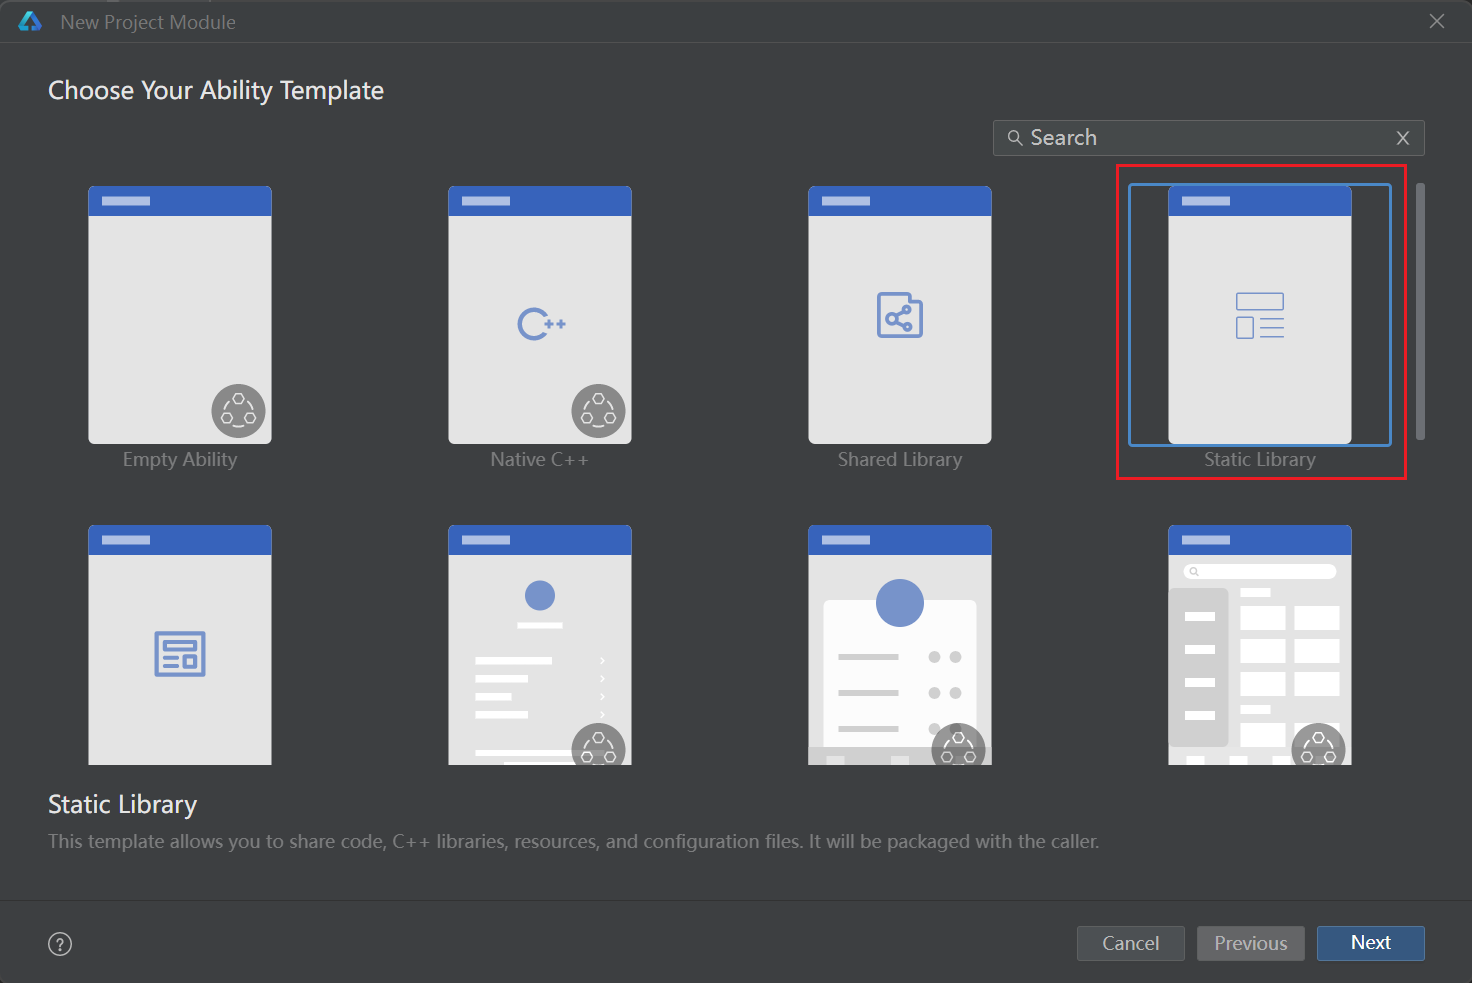 New Project Module
Choose Your Ability Template
Search
C++
Empty Ability
Native C++
Shared Library
Static Library
Static Library
This template allows you to share code, C++ libraries, resources, and configuration files. It will be packaged with the caller.
?
Cancel
Previous
Next